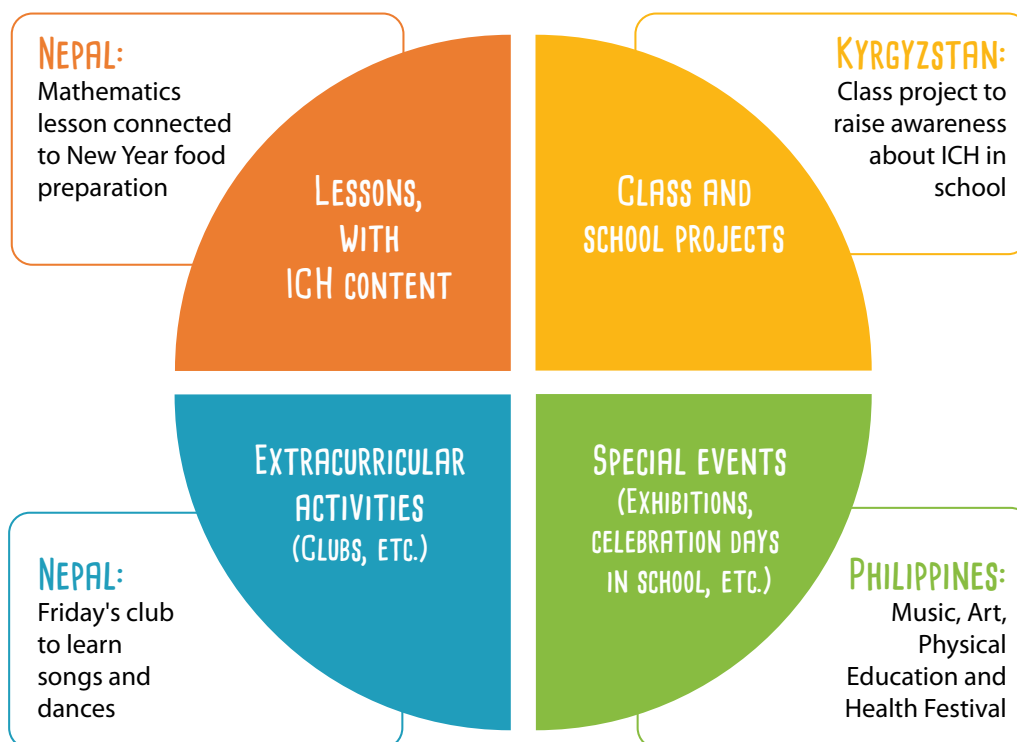 NEPAL:
Mathematics
lesson connected
to New Year food
preparation
LESSONS,
WITH
ICH CONTENT
CLASS AND
SCHOOL PROJECTS
KYRGYZSTAN:
Class project to
raise awareness
about ICH in
school
EXTRACURRICULAR
ACTIVITIES
(CLUBS, ETC.)
SPECIAL EVENTS
(EXHIBITIONS,
CELEBRATION DAYS
IN SCHOOL, ETC.)
NEPAL:
Friday's club
to learn
songs and
dances
PHILIPPINES:
Music, Art,
Physical
Education and
Health Festival